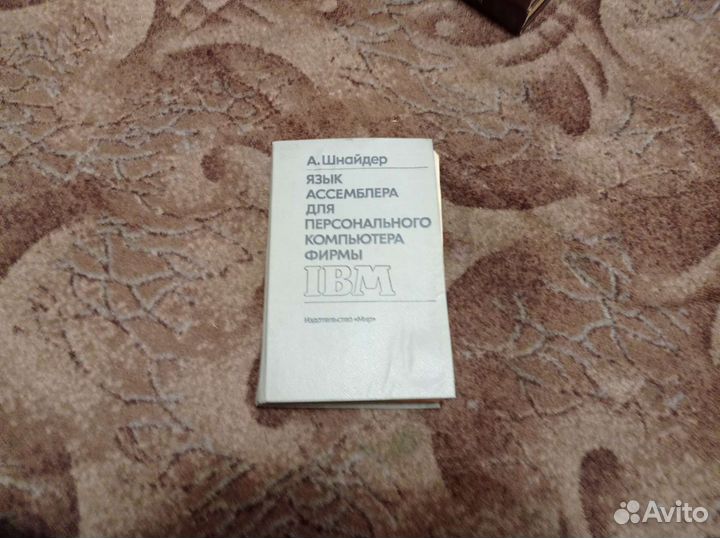 А. Шнайдер
ЯЗЫК
АССЕМБЛЕРА
ДЛЯ
ПЕРСОНАЛЬНОГО
КОМПЬЮТЕРА
ФИРМЫ
IBM
Издательство «Мир»
Avito